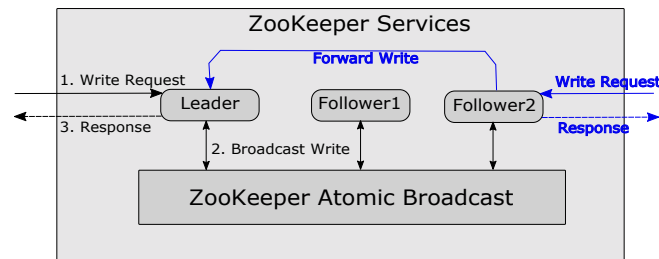 ZooKeeper Services
Forward Write
1. Write Request
Write Request
Leader
Follower1
Follower2
3. Response
Response
2. Broadcast Write
ZooKeeper Atomic Broadcast